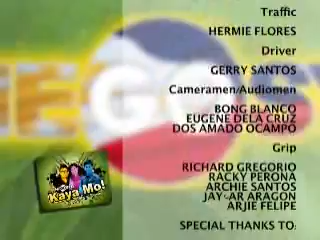 Traffic
HERMIE FLORES
Driver
GERRY SANTOS
Cameramen/Audiomen
BONG BLANCO
EUGENE DELA CRUZ
DOS AMADO OCAMPO
Grip
RICHARD GREGORIO
RACKY PERONA
ARCHIE SANTOS
JAY-AR ARAGON
ARJIE FELIPE
SPECIAL THANKS TO:
Kaya Mo!